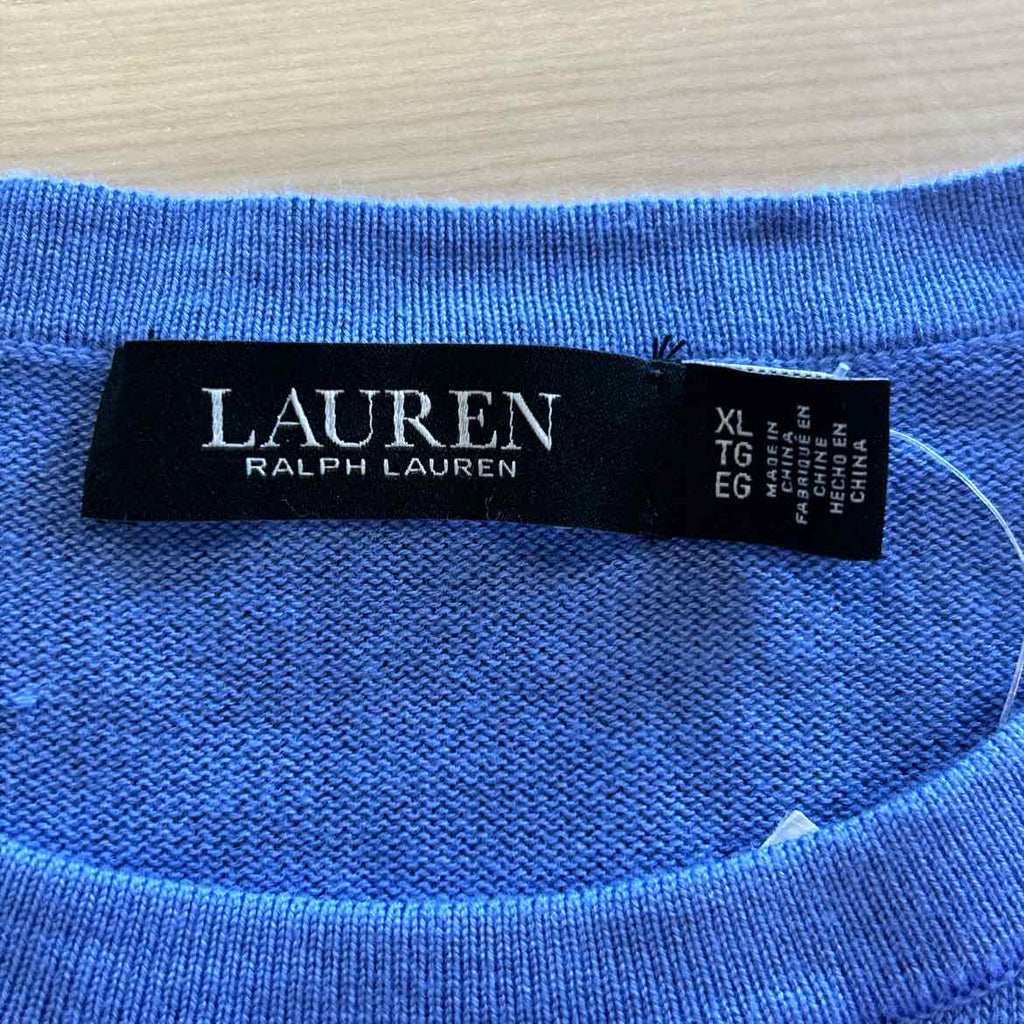 LAUREN
RALPH LAUREN
XL
TG
EG
MADE IN
CHINA
FABRIQUÉ EN
CHINE
HECHO EN
CHINA